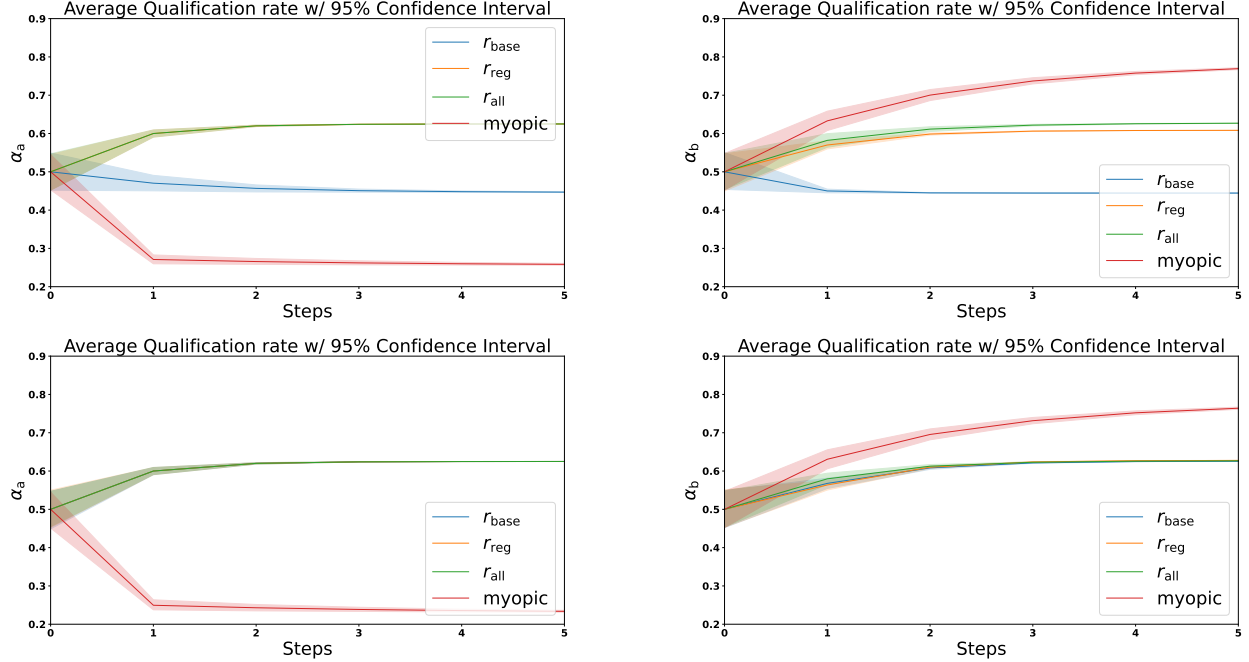 Average Qualification rate w/ 95% Confidence Interval
0.9
0.8
0.7
0.6
0.5
0.4
0.3
0.2
αa
0 1 2 3 4 5
Steps
rbase
rreg
rall
myopic
Average Qualification rate w/ 95% Confidence Interval
0.9
0.8
0.7
0.6
0.5
0.4
0.3
0.2
αb
0 1 2 3 4 5
Steps
rbase
rreg
rall
myopic
Average Qualification rate w/ 95% Confidence Interval
0.9
0.8
0.7
0.6
0.5
0.4
0.3
0.2
αa
0 1 2 3 4 5
Steps
rbase
rreg
rall
myopic
Average Qualification rate w/ 95% Confidence Interval
0.9
0.8
0.7
0.6
0.5
0.4
0.3
0.2
αb
0 1 2 3 4 5
Steps
rbase
rreg
rall
myopic